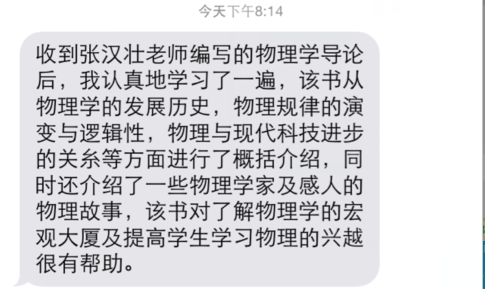 今天下午8:14
收到张汉壮老师编写的物理学导论
后，我认真地学习了一遍，该书从
物理学的发展历史，物理规律的演
变与逻辑性，物理与现代科技进步
的关糸等方面进行了概括介绍，同
时还介绍了一些物理学家及感人的
物理故事，该书对了解物理学的宏
观大厦及提高学生学习物理的兴越
很有帮助。